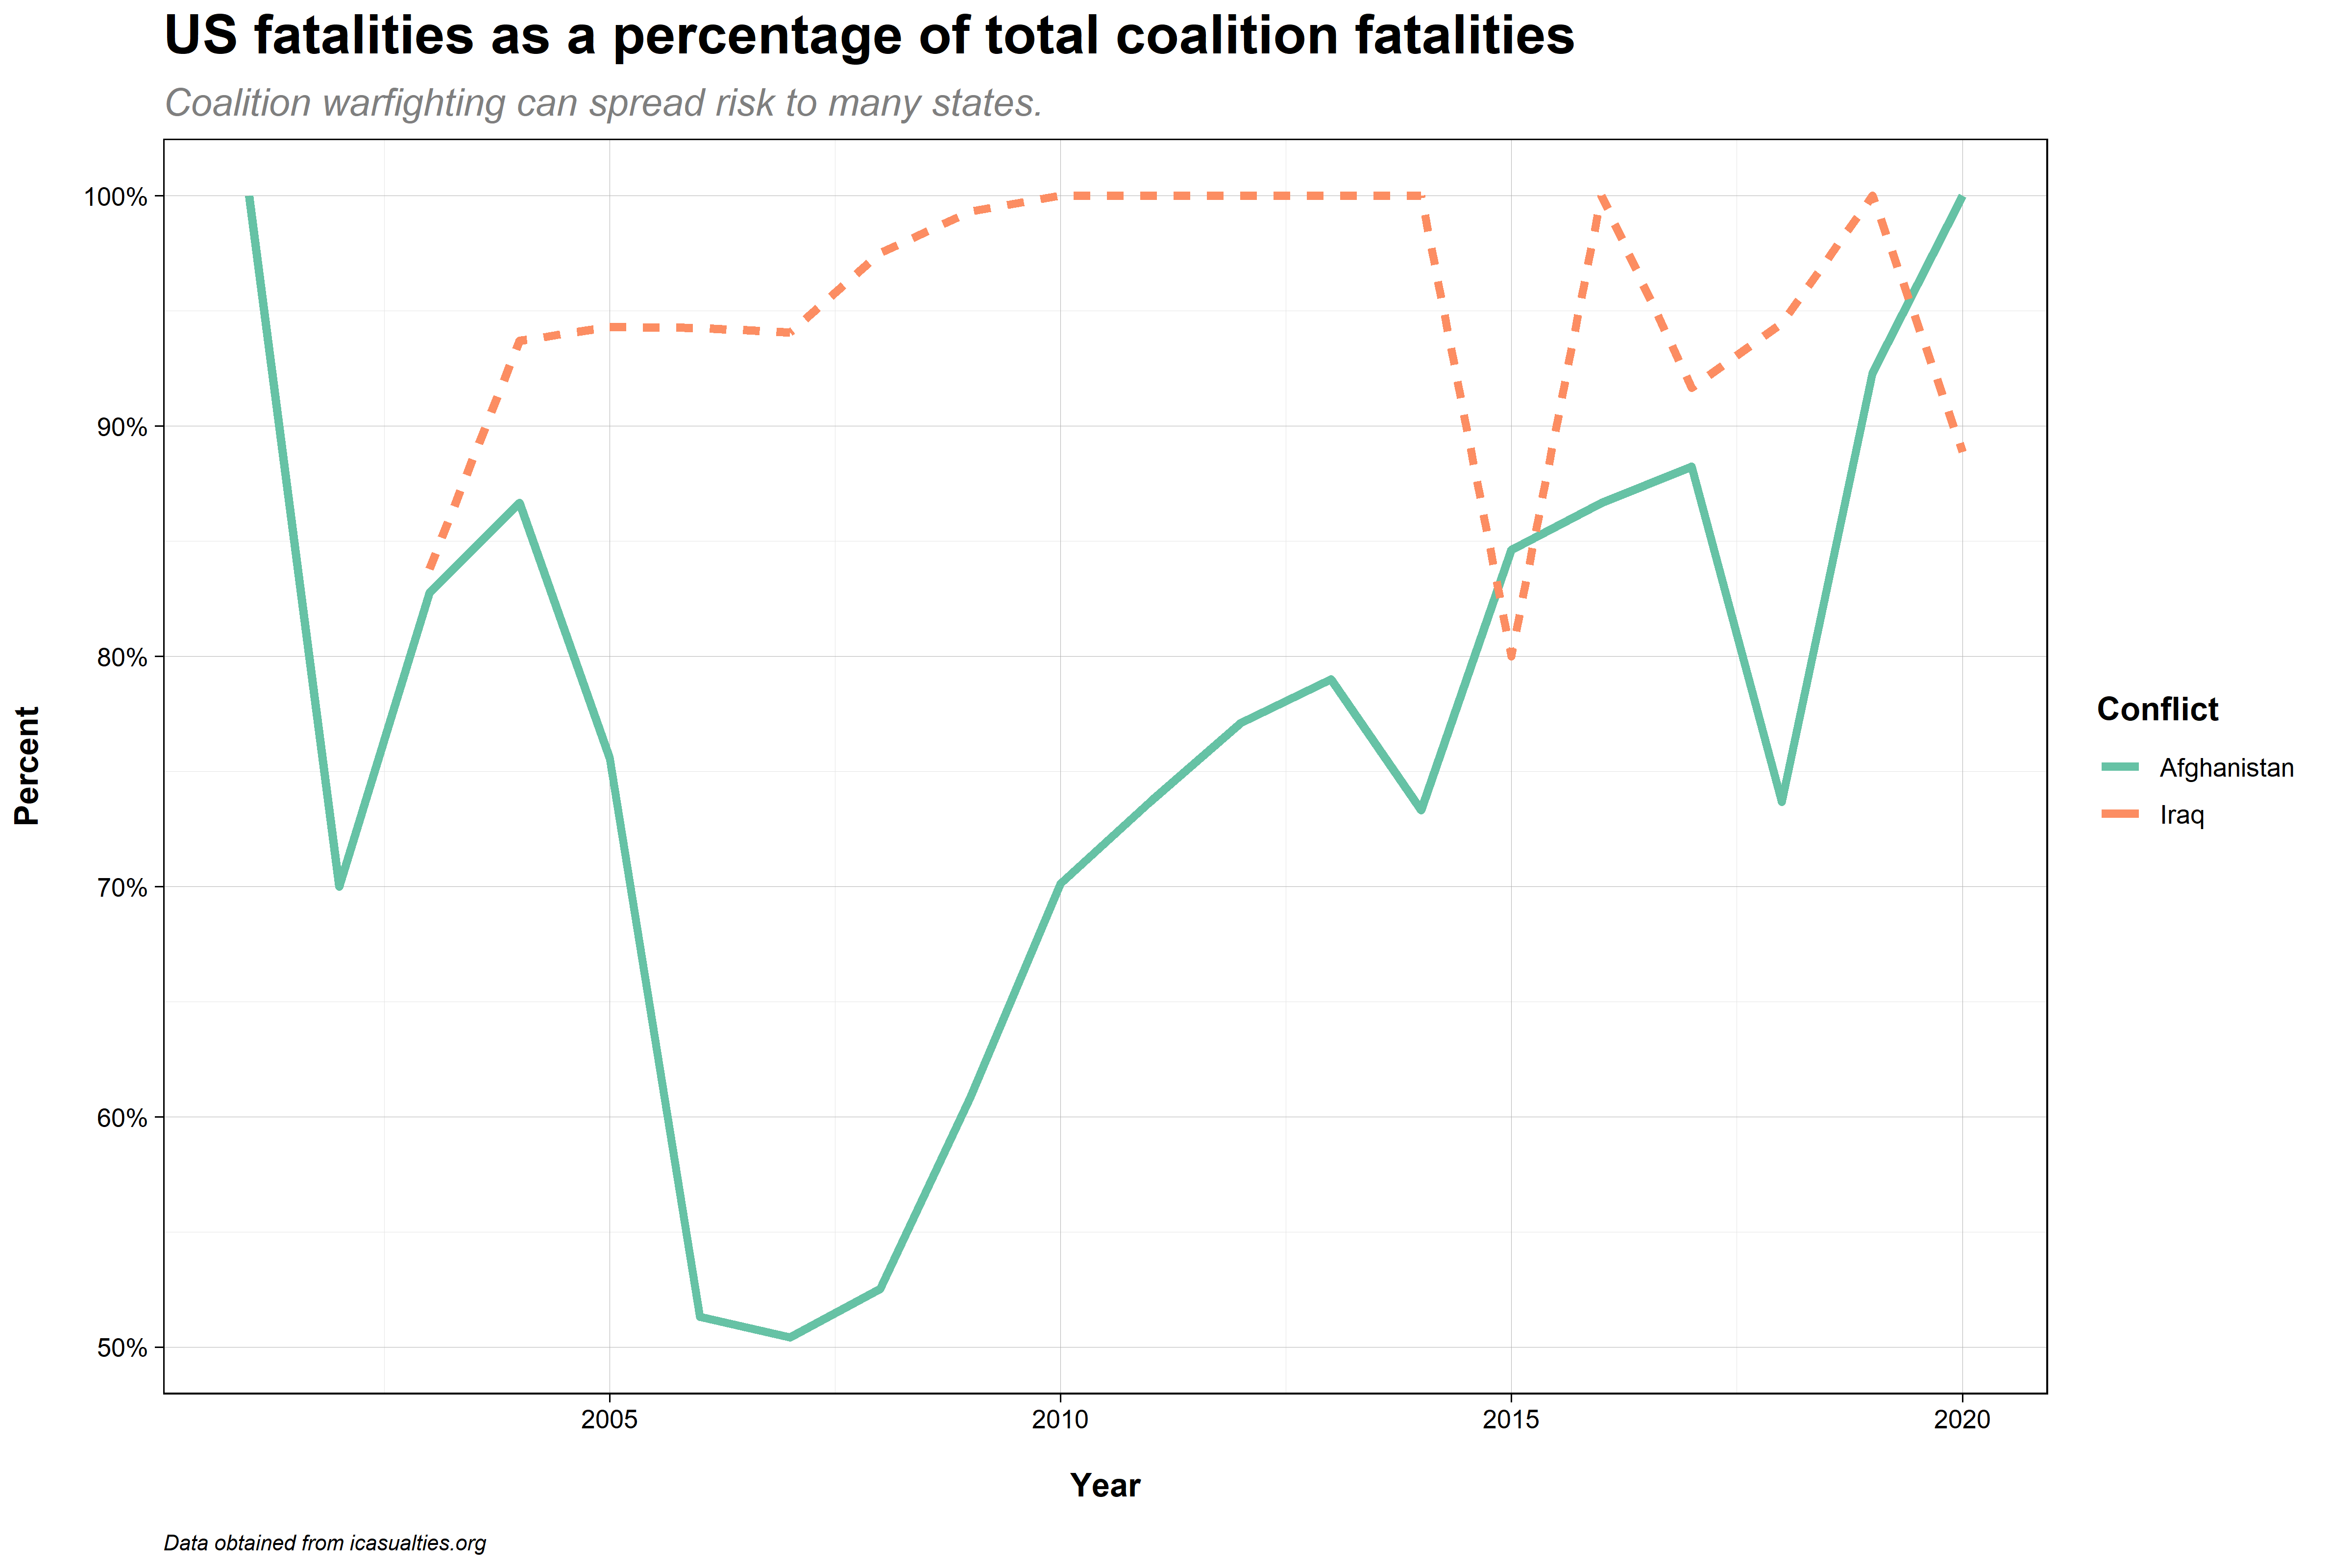 US fatalities as a percentage of total coalition fatalities
Coalition warfighting can spread risk to many states.
Percent
100%
90%
80%
70%
60%
50%
2005
2010
2015
2020
Year
Conflict
Afghanistan
Iraq
Data obtained from icasualties.org